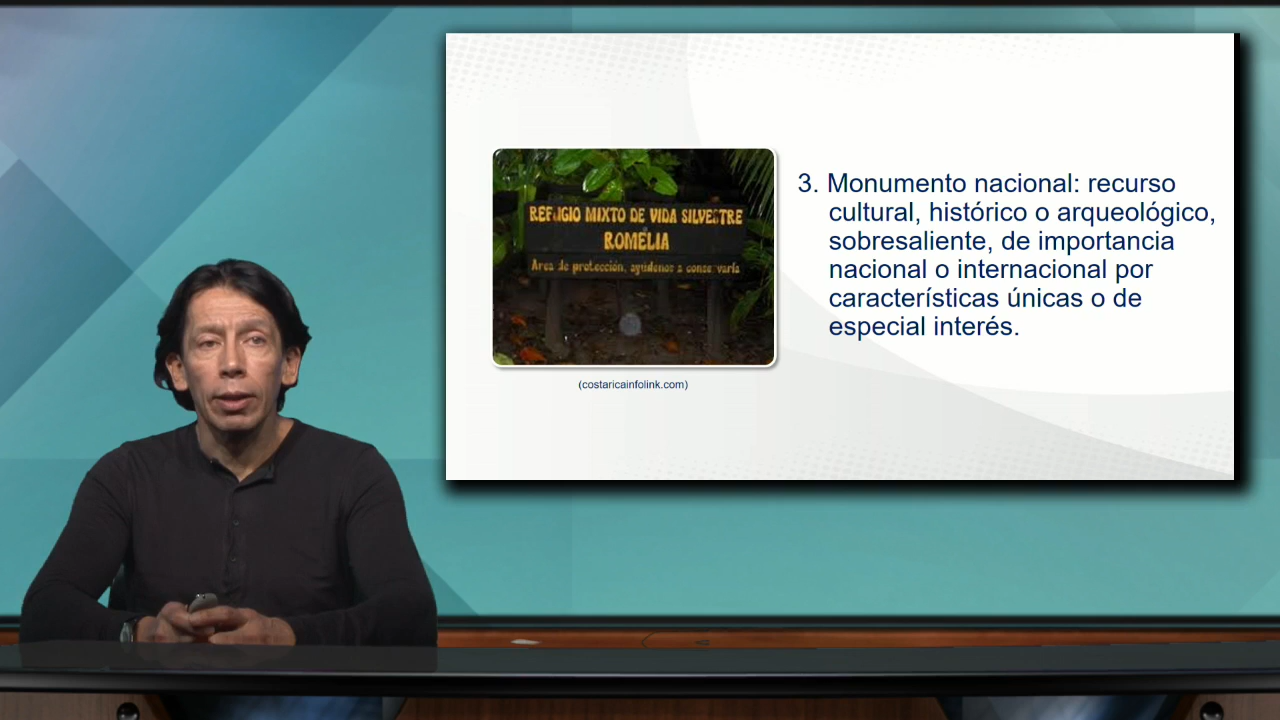 REFUGIO MIXTO DE VIDA SILVESTRE
ROMELIA
Area de protección, ayúdenos a conservarla
(costaricainfolink.com)
3. Monumento nacional: recurso
cultural, histórico o arqueológico,
sobresaliente, de importancia
nacional o internacional por
características únicas o de
especial interés.